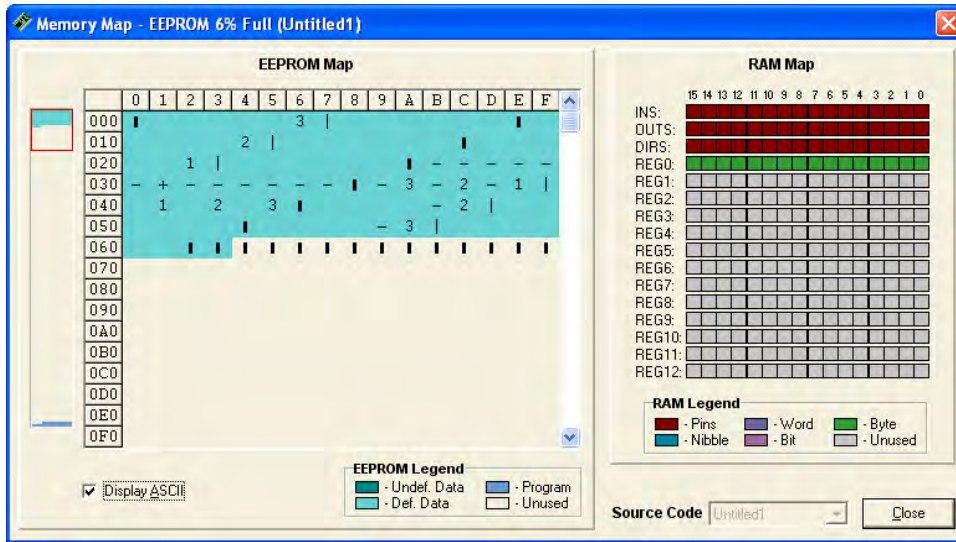 Memory Map - EEPROM 6% Full (Untitled1)
EEPROM Map
0 1 2 3 4 5 6 7 8 9 A B C D E F
000 ▮ 3 | ▮
010 2 | ▮
020 1 | ▮ - - - - -
030 - + - - - - - - ▮ - 3 - 2 - 1 |
040 1 2 3 ▮ - 2 |
050 ▮ - 3 |
060 ▮ ▮ ▮ ▮ ▮ ▮ ▮ ▮ ▮ ▮ ▮ ▮ ▮ ▮
070
080
090
0A0
0B0
0C0
0D0
0E0
0F0
Display ASCII
EEPROM Legend
- Undef. Data - Program
- Def. Data - Unused
RAM Map
15 14 13 12 11 10 9 8 7 6 5 4 3 2 1 0
INS:
OUTS:
DIRS:
REG0:
REG1:
REG2:
REG3:
REG4:
REG5:
REG6:
REG7:
REG8:
REG9:
REG10:
REG11:
REG12:
RAM Legend
- Pins - Word - Byte
- Nibble - Bit - Unused
Source Code Untitled1 Close